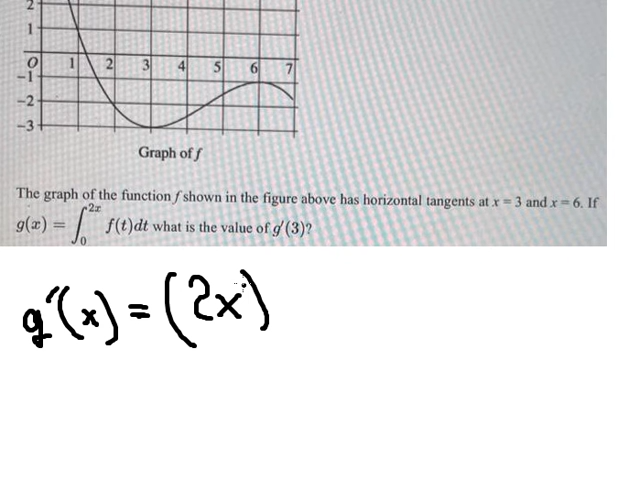 2
1
O 1 2 3 4 5 6 7
-1
-2
-3
Graph of f
The graph of the function f shown in the figure above has horizontal tangents at x = 3 and x = 6. If
g(x) = ∫₀²ˣ f(t)dt what is the value of g′(3)?
g″(x) = (2x)